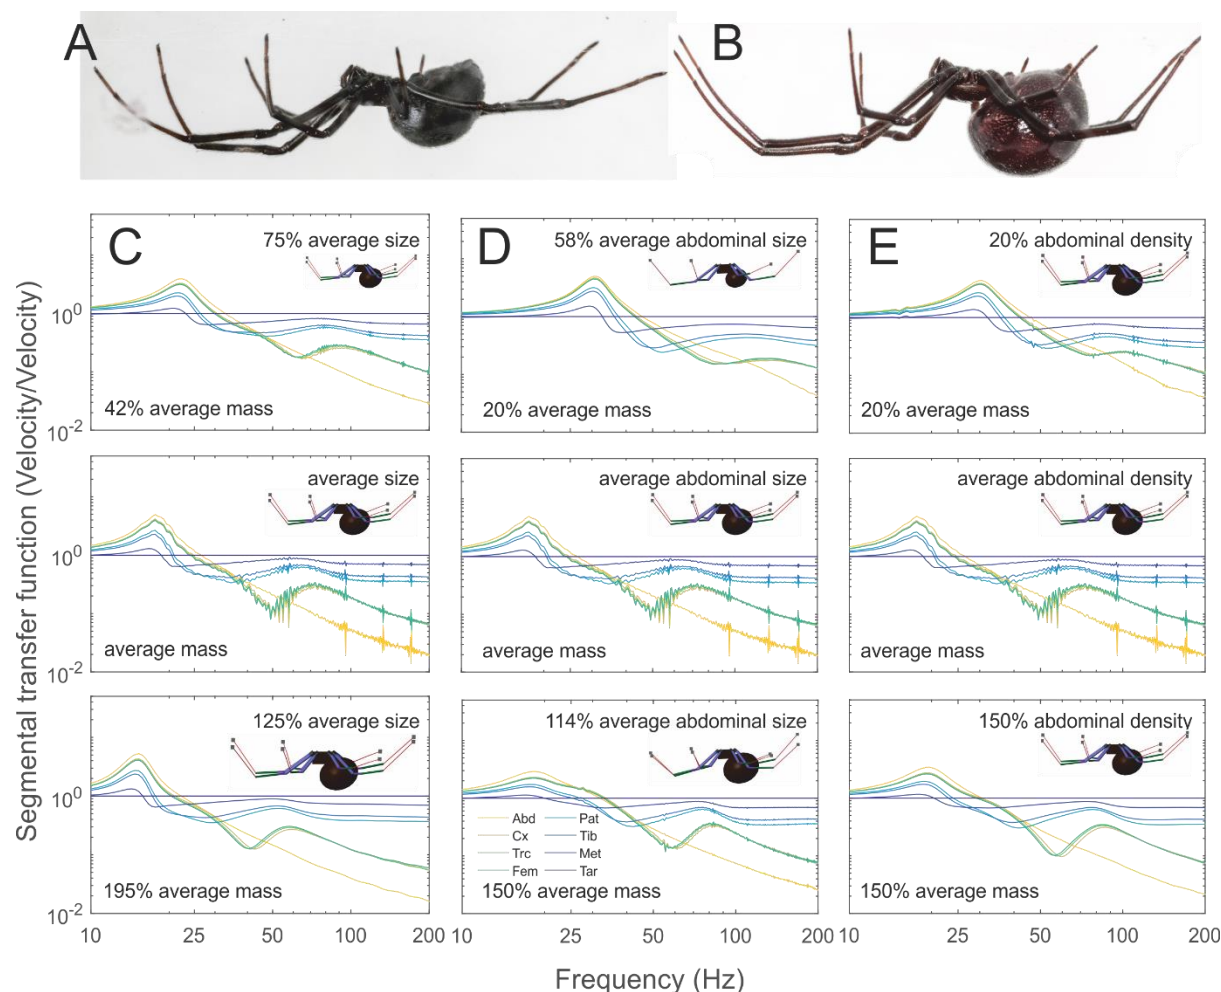 A
B
Segmental transfer function (Velocity/Velocity)
C
75% average size
10⁰
42% average mass
10⁻²
D
58% average abdominal size
20% average mass
E
20% abdominal density
20% average mass
average size
10⁰
average mass
10⁻²
average abdominal size
average mass
average abdominal density
average mass
125% average size
10⁰
195% average mass
10⁻²
10 25 50 100 200
114% average abdominal size
Abd Pat
Cx Tib
Trc Met
Fem Tar
150% average mass
10 25 50 100 200
150% abdominal density
150% average mass
10 25 50 100 200
Frequency (Hz)